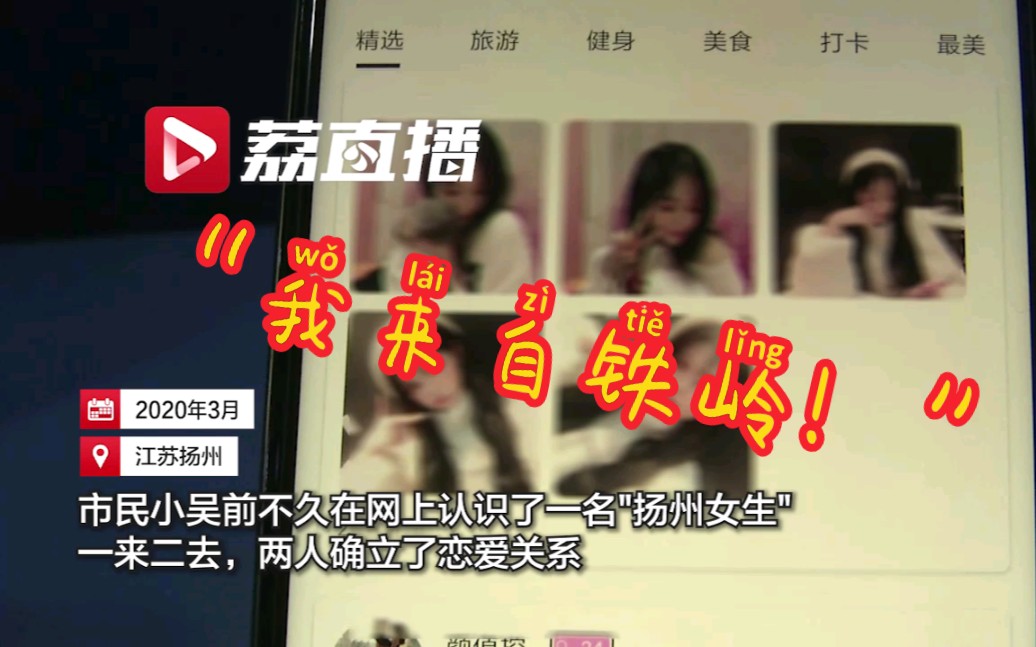 精选 旅游 健身 美食 打卡 最美
荔直播
wǒ lái zì tiě lǐng
"我来自铁岭！"
2020年3月
江苏扬州
市民小吴前不久在网上认识了一名"扬州女生"
一来二去，两人确立了恋爱关系
颜值控